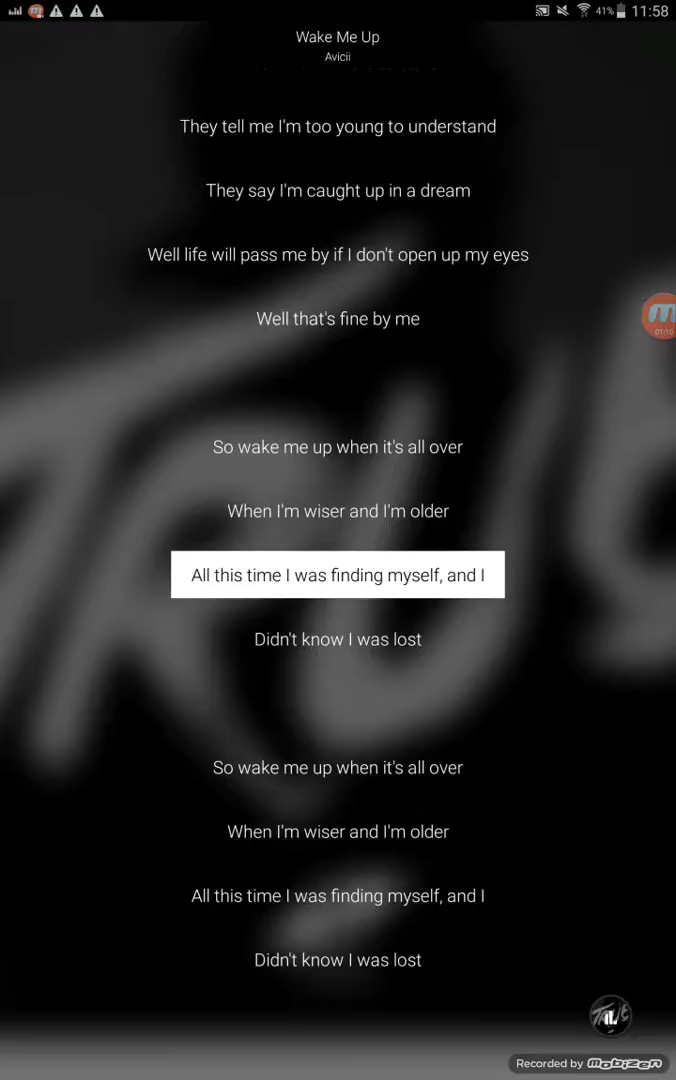 41% 11:58
Wake Me Up
Avicii
They tell me I'm too young to understand
They say I'm caught up in a dream
Well life will pass me by if I don't open up my eyes
Well that's fine by me
01:10
So wake me up when it's all over
When I'm wiser and I'm older
All this time I was finding myself, and I
Didn't know I was lost
So wake me up when it's all over
When I'm wiser and I'm older
All this time I was finding myself, and I
Didn't know I was lost
TRUE
Recorded by mobizen